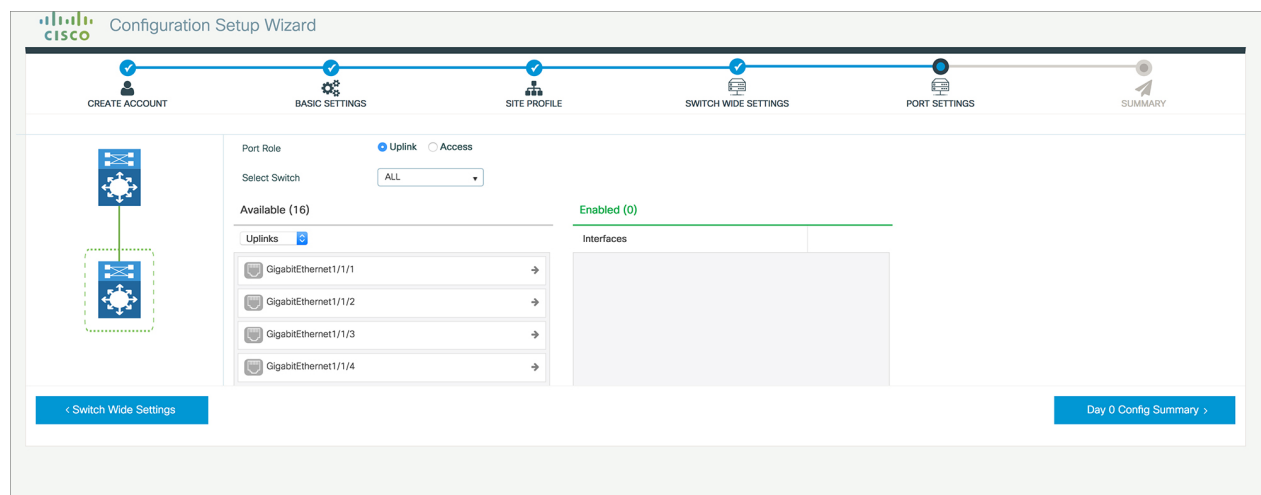 CISCO
Configuration Setup Wizard
CREATE ACCOUNT
BASIC SETTINGS
SITE PROFILE
SWITCH WIDE SETTINGS
PORT SETTINGS
SUMMARY
Port Role
Uplink
Access
Select Switch
ALL
Available (16)
Enabled (0)
Uplinks
Interfaces
GigabitEthernet1/1/1
GigabitEthernet1/1/2
GigabitEthernet1/1/3
GigabitEthernet1/1/4
< Switch Wide Settings
Day 0 Config Summary >